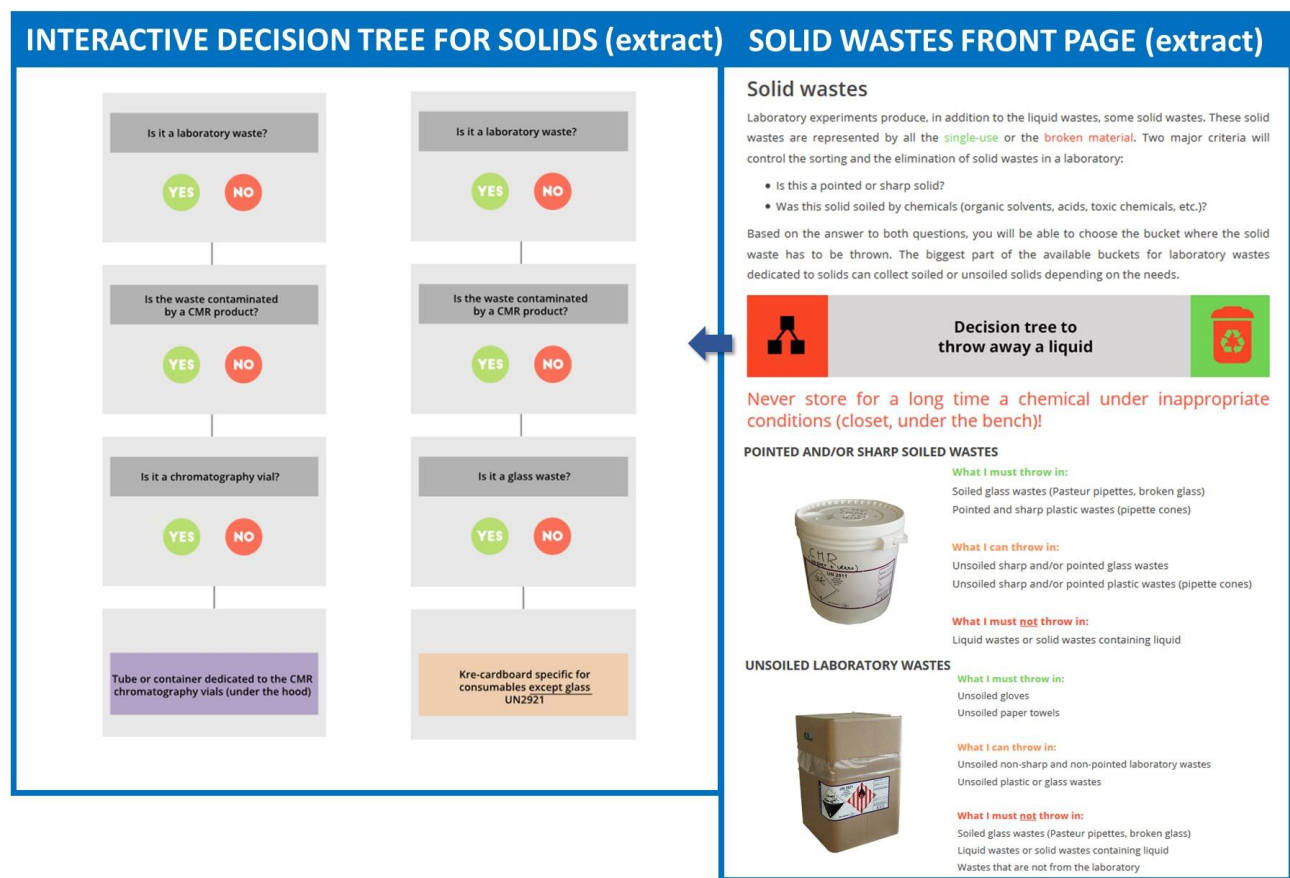 INTERACTIVE DECISION TREE FOR SOLIDS (extract)
Is it a laboratory waste?
YES NO
Is the waste contaminated
by a CMR product?
YES NO
Is it a chromatography vial?
YES NO
Tube or container dedicated to the CMR
chromatography vials (under the hood)
Is it a laboratory waste?
YES NO
Is the waste contaminated
by a CMR product?
YES NO
Is it a glass waste?
YES NO
Kre-cardboard specific for
consumables except glass
UN2921
SOLID WASTES FRONT PAGE (extract)
Solid wastes
Laboratory experiments produce, in addition to the liquid wastes, some solid wastes. These solid
wastes are represented by all the single-use or the broken material. Two major criteria will
control the sorting and the elimination of solid wastes in a laboratory:
• Is this a pointed or sharp solid?
• Was this solid soiled by chemicals (organic solvents, acids, toxic chemicals, etc.)?
Based on the answer to both questions, you will be able to choose the bucket where the solid
waste has to be thrown. The biggest part of the available buckets for laboratory wastes
dedicated to solids can collect soiled or unsoiled solids depending on the needs.
Decision tree to
throw away a liquid
Never store for a long time a chemical under inappropriate
conditions (closet, under the bench)!
POINTED AND/OR SHARP SOILED WASTES
CMR
What I must throw in:
Soiled glass wastes (Pasteur pipettes, broken glass)
Pointed and sharp plastic wastes (pipette cones)
What I can throw in:
Unsoiled sharp and/or pointed glass wastes
Unsoiled sharp and/or pointed plastic wastes (pipette cones)
What I must not throw in:
Liquid wastes or solid wastes containing liquid
UNSOILED LABORATORY WASTES
What I must throw in:
Unsoiled gloves
Unsoiled paper towels
What I can throw in:
Unsoiled non-sharp and non-pointed laboratory wastes
Unsoiled plastic or glass wastes
What I must not throw in:
Soiled glass wastes (Pasteur pipettes, broken glass)
Liquid wastes or solid wastes containing liquid
Wastes that are not from the laboratory